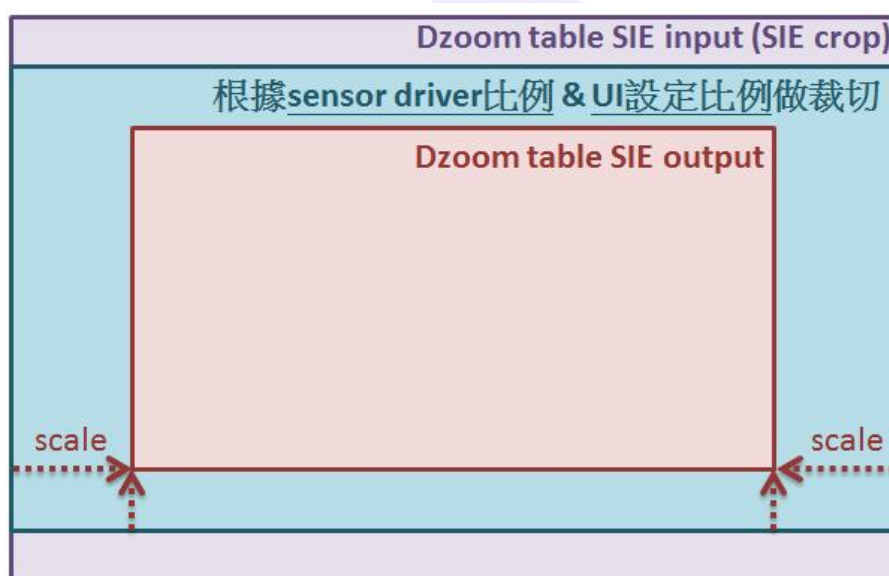 Dzoom table SIE input (SIE crop)
根據sensor driver比例 & UI設定比例做裁切
Dzoom table SIE output
scale
scale